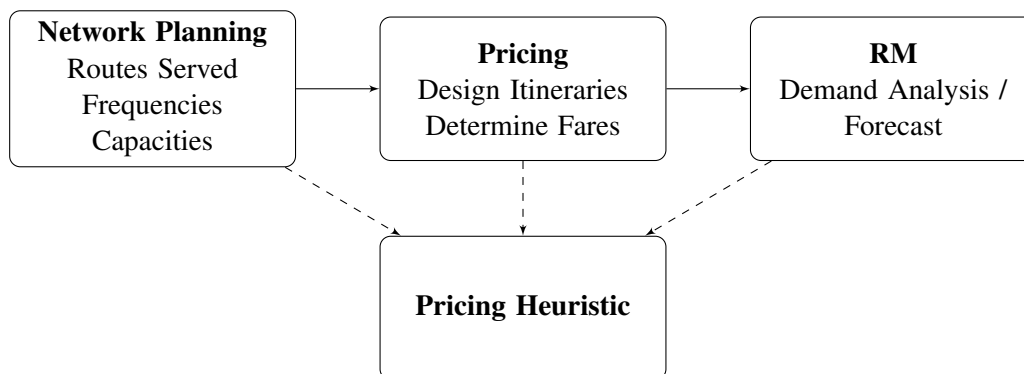 Network Planning
Routes Served
Frequencies
Capacities
Pricing
Design Itineraries
Determine Fares
RM
Demand Analysis /
Forecast
Pricing Heuristic